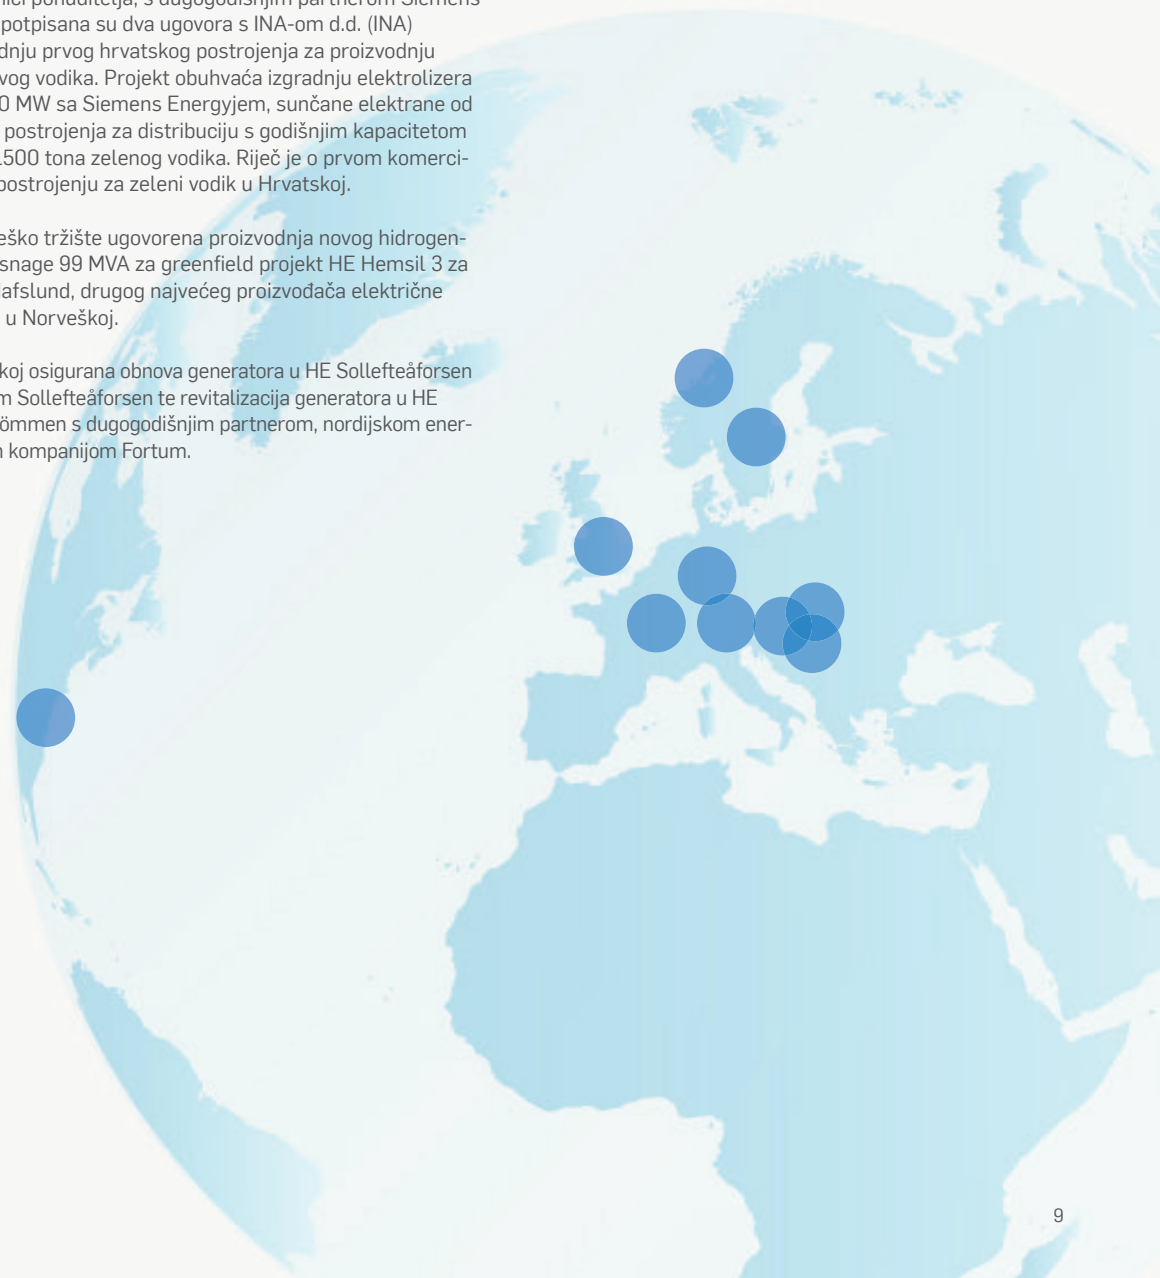 ponuditelja, s dugogodišnjim partnerom Siemens
potpisana su dva ugovora s INA-om d.d. (INA)
dnju prvog hrvatskog postrojenja za proizvodnju
vog vodika. Projekt obuhvaća izgradnju elektrolizera
0 MW sa Siemens Energyjem, sunčane elektrane od
postrojenja za distribuciju s godišnjim kapacitetom
1500 tona zelenog vodika. Riječ je o prvom komerci-
postrojenju za zeleni vodik u Hrvatskoj.
eško tržište ugovorena proizvodnja novog hidrogen-
snage 99 MVA za greenfield projekt HE Hemsil 3 za
Hafslund, drugog najvećeg proizvođača električne
u Norveškoj.
koj osigurana obnova generatora u HE Sollefteåforsen
m Sollefteåforsen te revitalizacija generatora u HE
ömmen s dugogodišnjim partnerom, nordijskom ener-
m kompanijom Fortum.
9